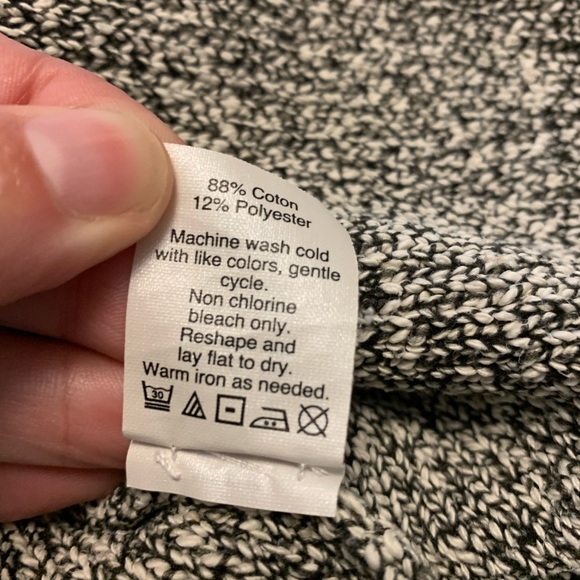 88% Coton
12% Polyester
Machine wash cold
with like colors, gentle
cycle.
Non chlorine
bleach only.
Reshape and
lay flat to dry.
Warm iron as needed.
30